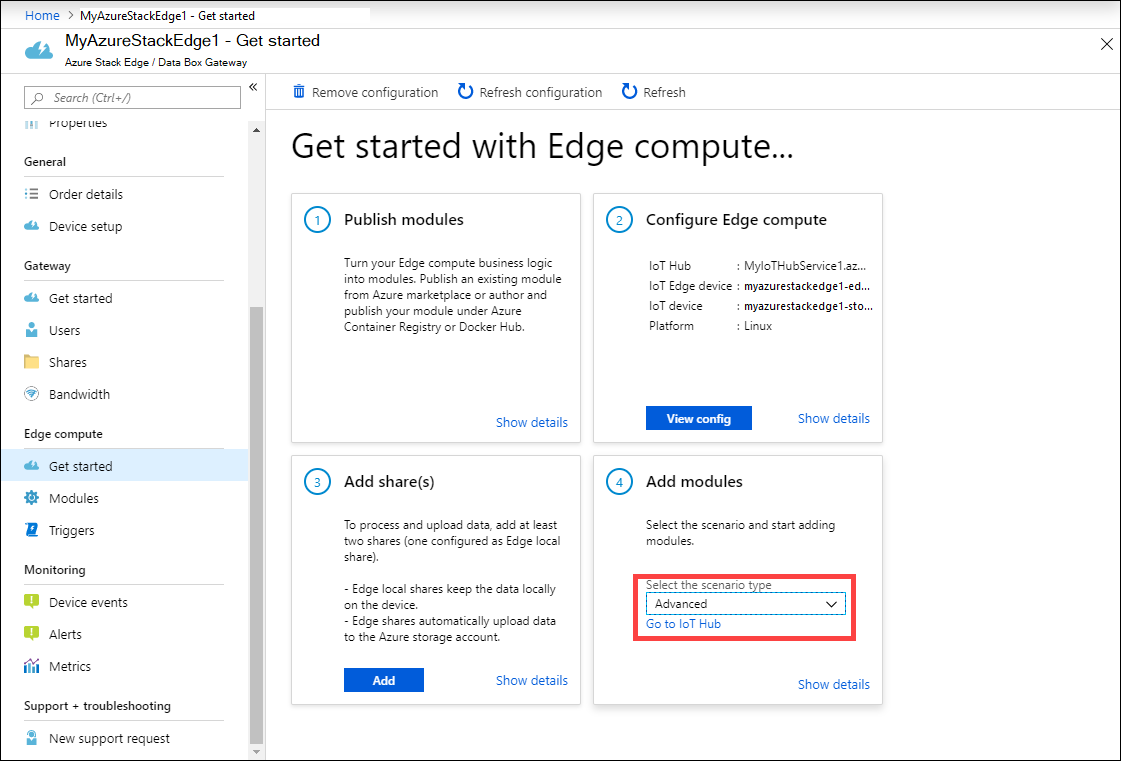 Home > MyAzureStackEdge1 - Get started
MyAzureStackEdge1 - Get started
Azure Stack Edge / Data Box Gateway
Search (Ctrl+/)
«
Properties
General
Order details
Device setup
Gateway
Get started
Users
Shares
Bandwidth
Edge compute
Get started
Modules
Triggers
Monitoring
Device events
Alerts
Metrics
Support + troubleshooting
New support request
Remove configuration
Refresh configuration
Refresh
Get started with Edge compute...
1
Publish modules
Turn your Edge compute business logic
into modules. Publish an existing module
from Azure marketplace or author and
publish your module under Azure
Container Registry or Docker Hub.
Show details
2
Configure Edge compute
IoT Hub : MyIoTHubService1.az...
IoT Edge device : myazurestackedge1-ed...
IoT device : myazurestackedge1-sto...
Platform : Linux
View config
Show details
3
Add share(s)
To process and upload data, add at least
two shares (one configured as Edge local
share).
- Edge local shares keep the data locally
on the device.
- Edge shares automatically upload data
to the Azure storage account.
Add
Show details
4
Add modules
Select the scenario and start adding
modules.
Select the scenario type
Advanced
Go to IoT Hub
Show details